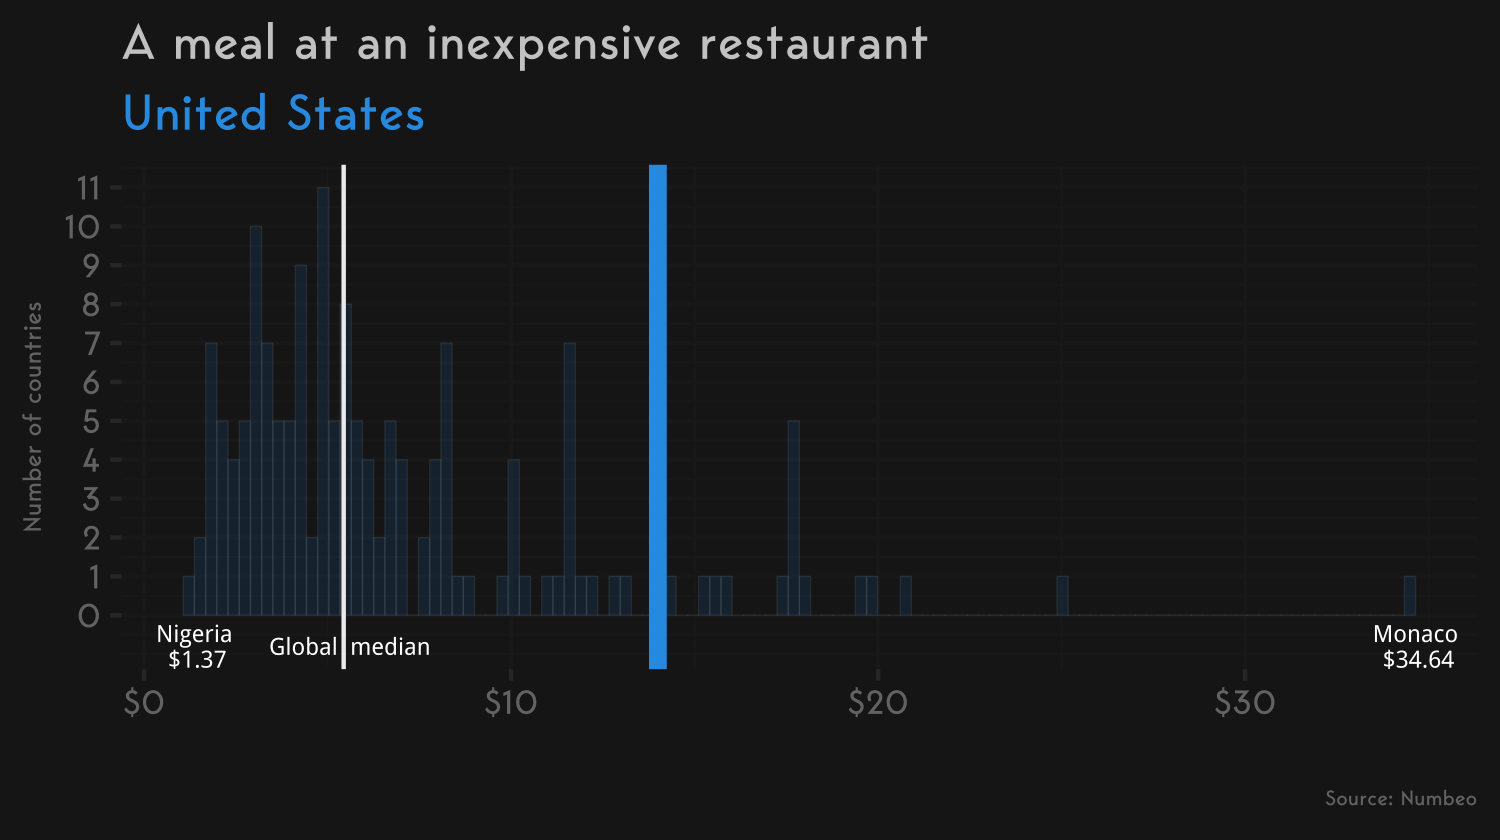 A meal at an inexpensive restaurant
United States
Number of countries
11
10
9
8
7
6
5
4
3
2
1
0
Nigeria
$1.37
Global median
Monaco
$34.64
$0 $10 $20 $30
Source: Numbeo